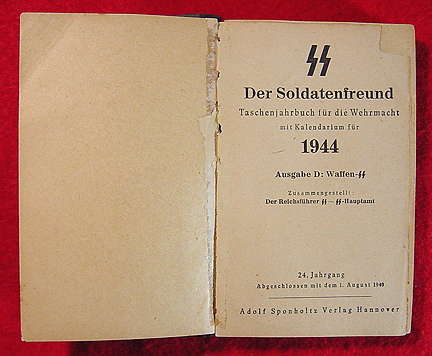 ᛋᛋ
Der Soldatenfreund
Taschenjahrbuch für die Wehrmacht
mit Kalendarium für
1944
Ausgabe D: Waffen-ᛋᛋ
Zusammengestellt:
Der Reichsführer ᛋᛋ — ᛋᛋ-Hauptamt
24. Jahrgang
Abgeschlossen mit dem 1. August 1943
Adolf Sponholtz Verlag Hannover